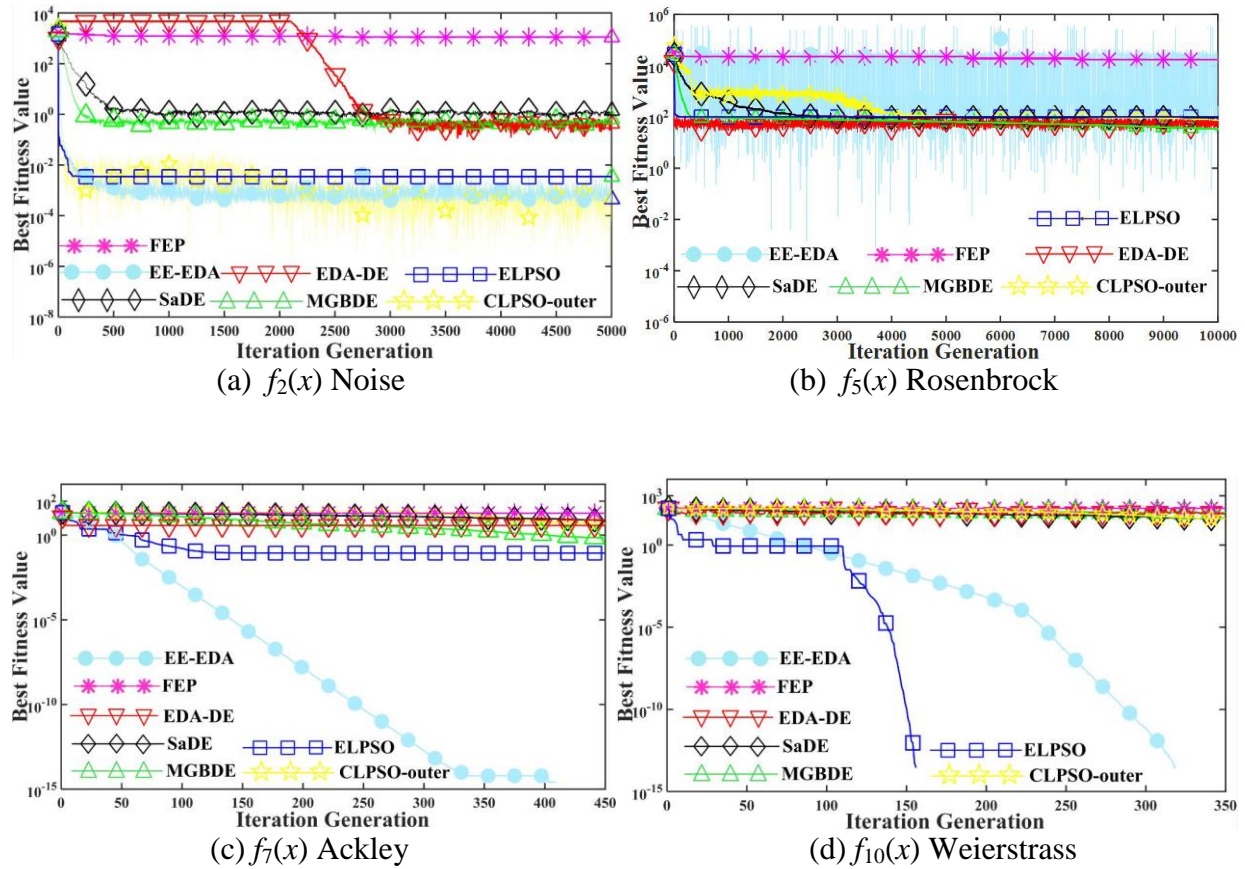 10^4
10^2
10^0
10^-2
10^-4
10^-6
10^-8
Best Fitness Value
FEP
EE-EDA
EDA-DE
ELPSO
SaDE
MGBDE
CLPSO-outer
0 500 1000 1500 2000 2500 3000 3500 4000 4500 5000
Iteration Generation
(a) f2(x) Noise
10^6
10^4
10^2
10^0
10^-2
10^-4
10^-6
Best Fitness Value
ELPSO
EE-EDA
FEP
EDA-DE
SaDE
MGBDE
CLPSO-outer
0 1000 2000 3000 4000 5000 6000 7000 8000 9000 10000
Iteration Generation
(b) f5(x) Rosenbrock
10^2
10^0
10^-5
10^-10
10^-15
Best Fitness Value
EE-EDA
FEP
EDA-DE
SaDE
ELPSO
MGBDE
CLPSO-outer
0 50 100 150 200 250 300 350 400 450
Iteration Generation
(c) f7(x) Ackley
10^3
10^0
10^-5
10^-10
10^-15
Best Fitness Value
EE-EDA
FEP
EDA-DE
SaDE
ELPSO
MGBDE
CLPSO-outer
0 50 100 150 200 250 300 350
Iteration Generation
(d) f10(x) Weierstrass